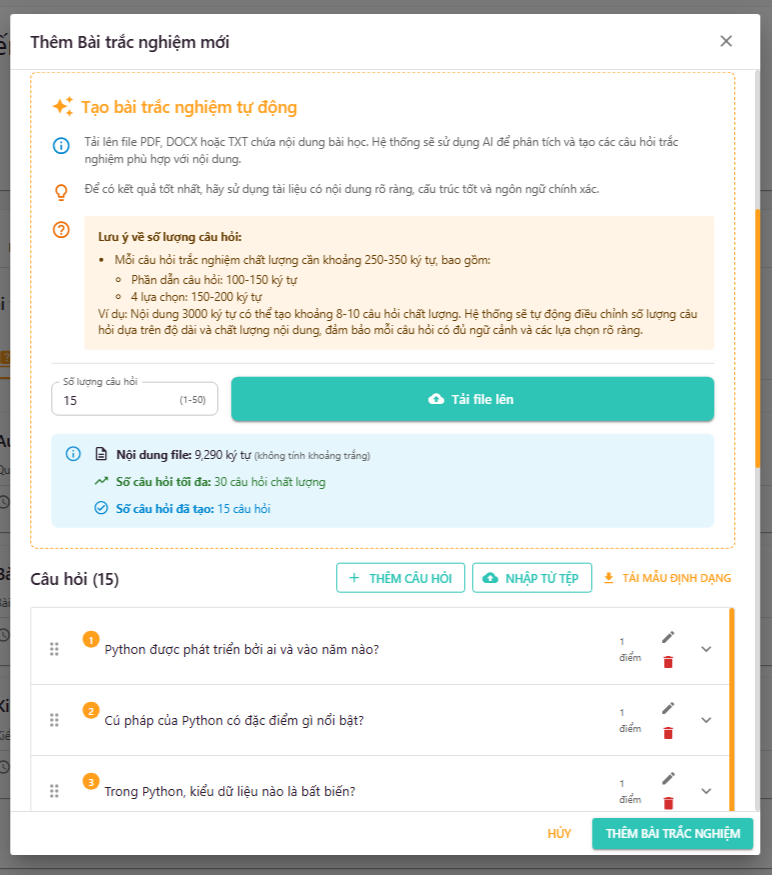 Thêm Bài trắc nghiệm mới
Tạo bài trắc nghiệm tự động
Tải lên file PDF, DOCX hoặc TXT chứa nội dung bài học. Hệ thống sẽ sử dụng AI để phân tích và tạo các câu hỏi trắc
nghiệm phù hợp với nội dung.
Để có kết quả tốt nhất, hãy sử dụng tài liệu có nội dung rõ ràng, cấu trúc tốt và ngôn ngữ chính xác.
Lưu ý về số lượng câu hỏi:
• Mỗi câu hỏi trắc nghiệm chất lượng cần khoảng 250-350 ký tự, bao gồm:
◦ Phần dẫn câu hỏi: 100-150 ký tự
◦ 4 lựa chọn: 150-200 ký tự
Ví dụ: Nội dung 3000 ký tự có thể tạo khoảng 8-10 câu hỏi chất lượng. Hệ thống sẽ tự động điều chỉnh số lượng câu
hỏi dựa trên độ dài và chất lượng nội dung, đảm bảo mỗi câu hỏi có đủ ngữ cảnh và các lựa chọn rõ ràng.
Số lượng câu hỏi
15 (1-50)
Tải file lên
Nội dung file: 9,290 ký tự (không tính khoảng trắng)
Số câu hỏi tối đa: 30 câu hỏi chất lượng
Số câu hỏi đã tạo: 15 câu hỏi
Câu hỏi (15)
+ THÊM CÂU HỎI
NHẬP TỪ TỆP
TẢI MẪU ĐỊNH DẠNG
1 Python được phát triển bởi ai và vào năm nào?
1 điểm
2 Cú pháp của Python có đặc điểm gì nổi bật?
1 điểm
3 Trong Python, kiểu dữ liệu nào là bất biến?
1 điểm
HỦY
THÊM BÀI TRẮC NGHIỆM